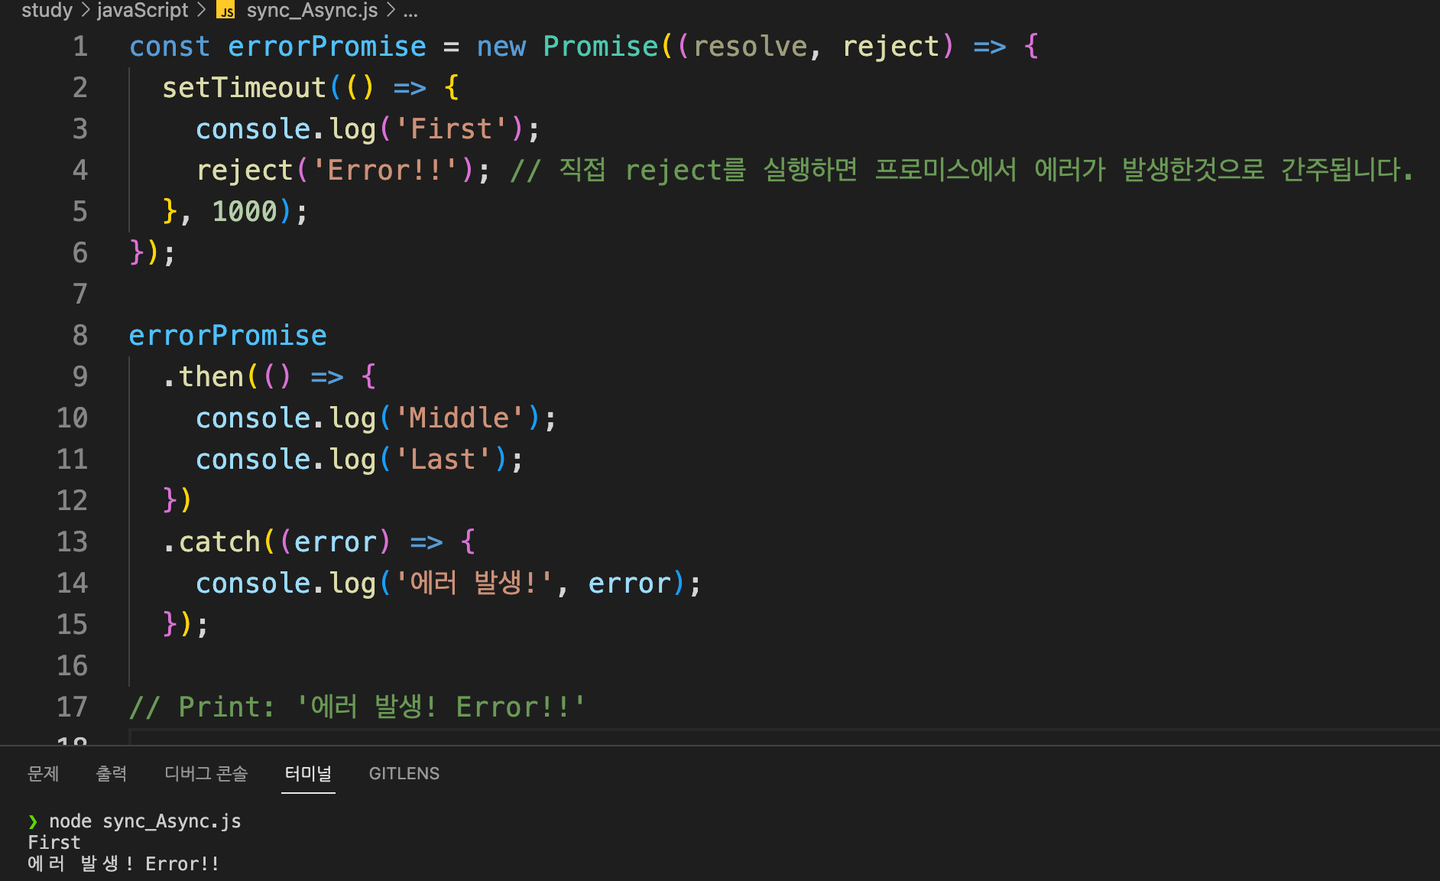 study > javaScript > JS sync_Async.js > ...
1 const errorPromise = new Promise((resolve, reject) => {
2   setTimeout(() => {
3     console.log('First');
4     reject('Error!!'); // 직접 reject를 실행하면 프로미스에서 에러가 발생한것으로 간주됩니다.
5   }, 1000);
6 });
7
8 errorPromise
9   .then(() => {
10     console.log('Middle');
11     console.log('Last');
12   })
13   .catch((error) => {
14     console.log('에러 발생!', error);
15   });
16
17 // Print: '에러 발생! Error!!'
18
문제 출력 디버그 콘솔 터미널 GITLENS
❯ node sync_Async.js
First
에러 발생! Error!!